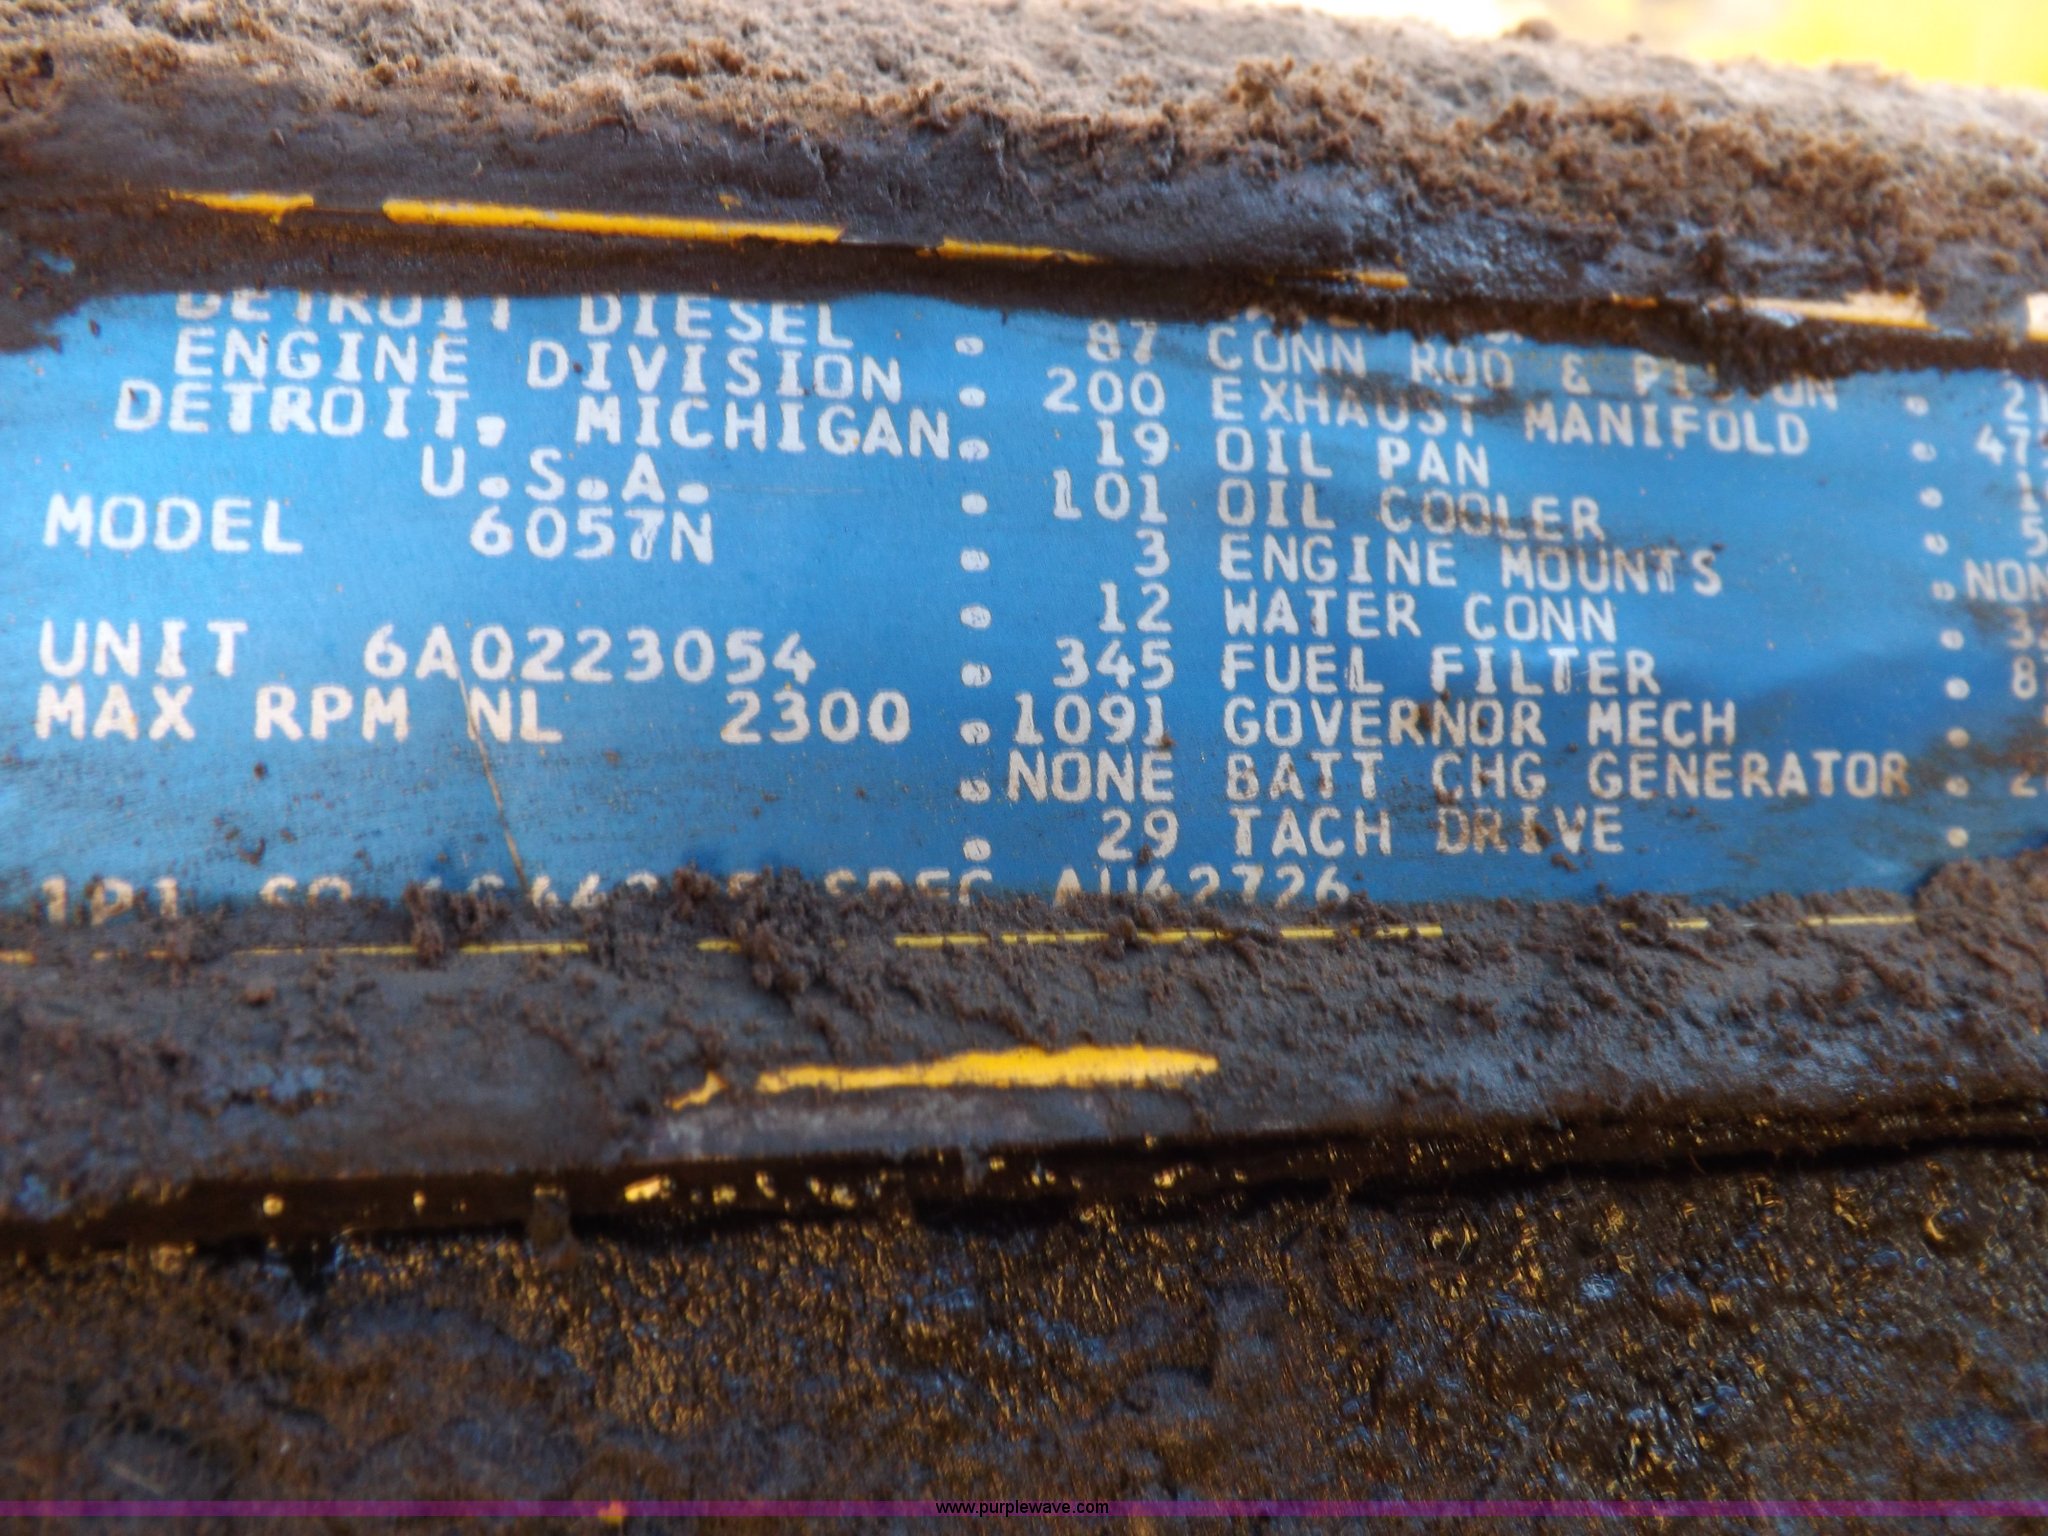 DETROIT DIESEL
ENGINE DIVISION
DETROIT, MICHIGAN
U.S.A.
MODEL 6057N
UNIT 6A0223054
MAX RPM NL 2300
. 87 CONN ROD &
. 200 EXHAUST MANIFOLD .
. 19 OIL PAN .
. 101 OIL COOLER .
. 3 ENGINE MOUNTS .
. 12 WATER CONN .
. 345 FUEL FILTER .
. 1091 GOVERNOR MECH .
. NONE BATT CHG GENERATOR .
. 29 TACH DRIVE .
AU42726
www.purplewave.com